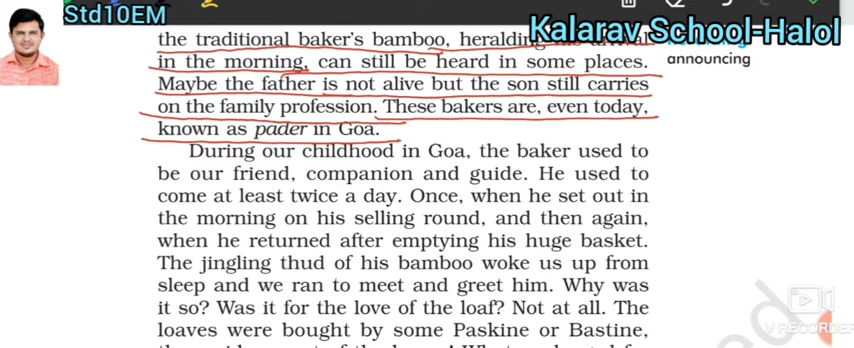 Std10EM
Kalarav School-Halol
the traditional baker's bamboo, heralding his arrival
in the morning, can still be heard in some places.
announcing
Maybe the father is not alive but the son still carries
on the family profession. These bakers are, even today,
known as pader in Goa.
During our childhood in Goa, the baker used to
be our friend, companion and guide. He used to
come at least twice a day. Once, when he set out in
the morning on his selling round, and then again,
when he returned after emptying his huge basket.
The jingling thud of his bamboo woke us up from
sleep and we ran to meet and greet him. Why was
it so? Was it for the love of the loaf? Not at all. The
loaves were bought by some Paskine or Bastine,
V RECORDER